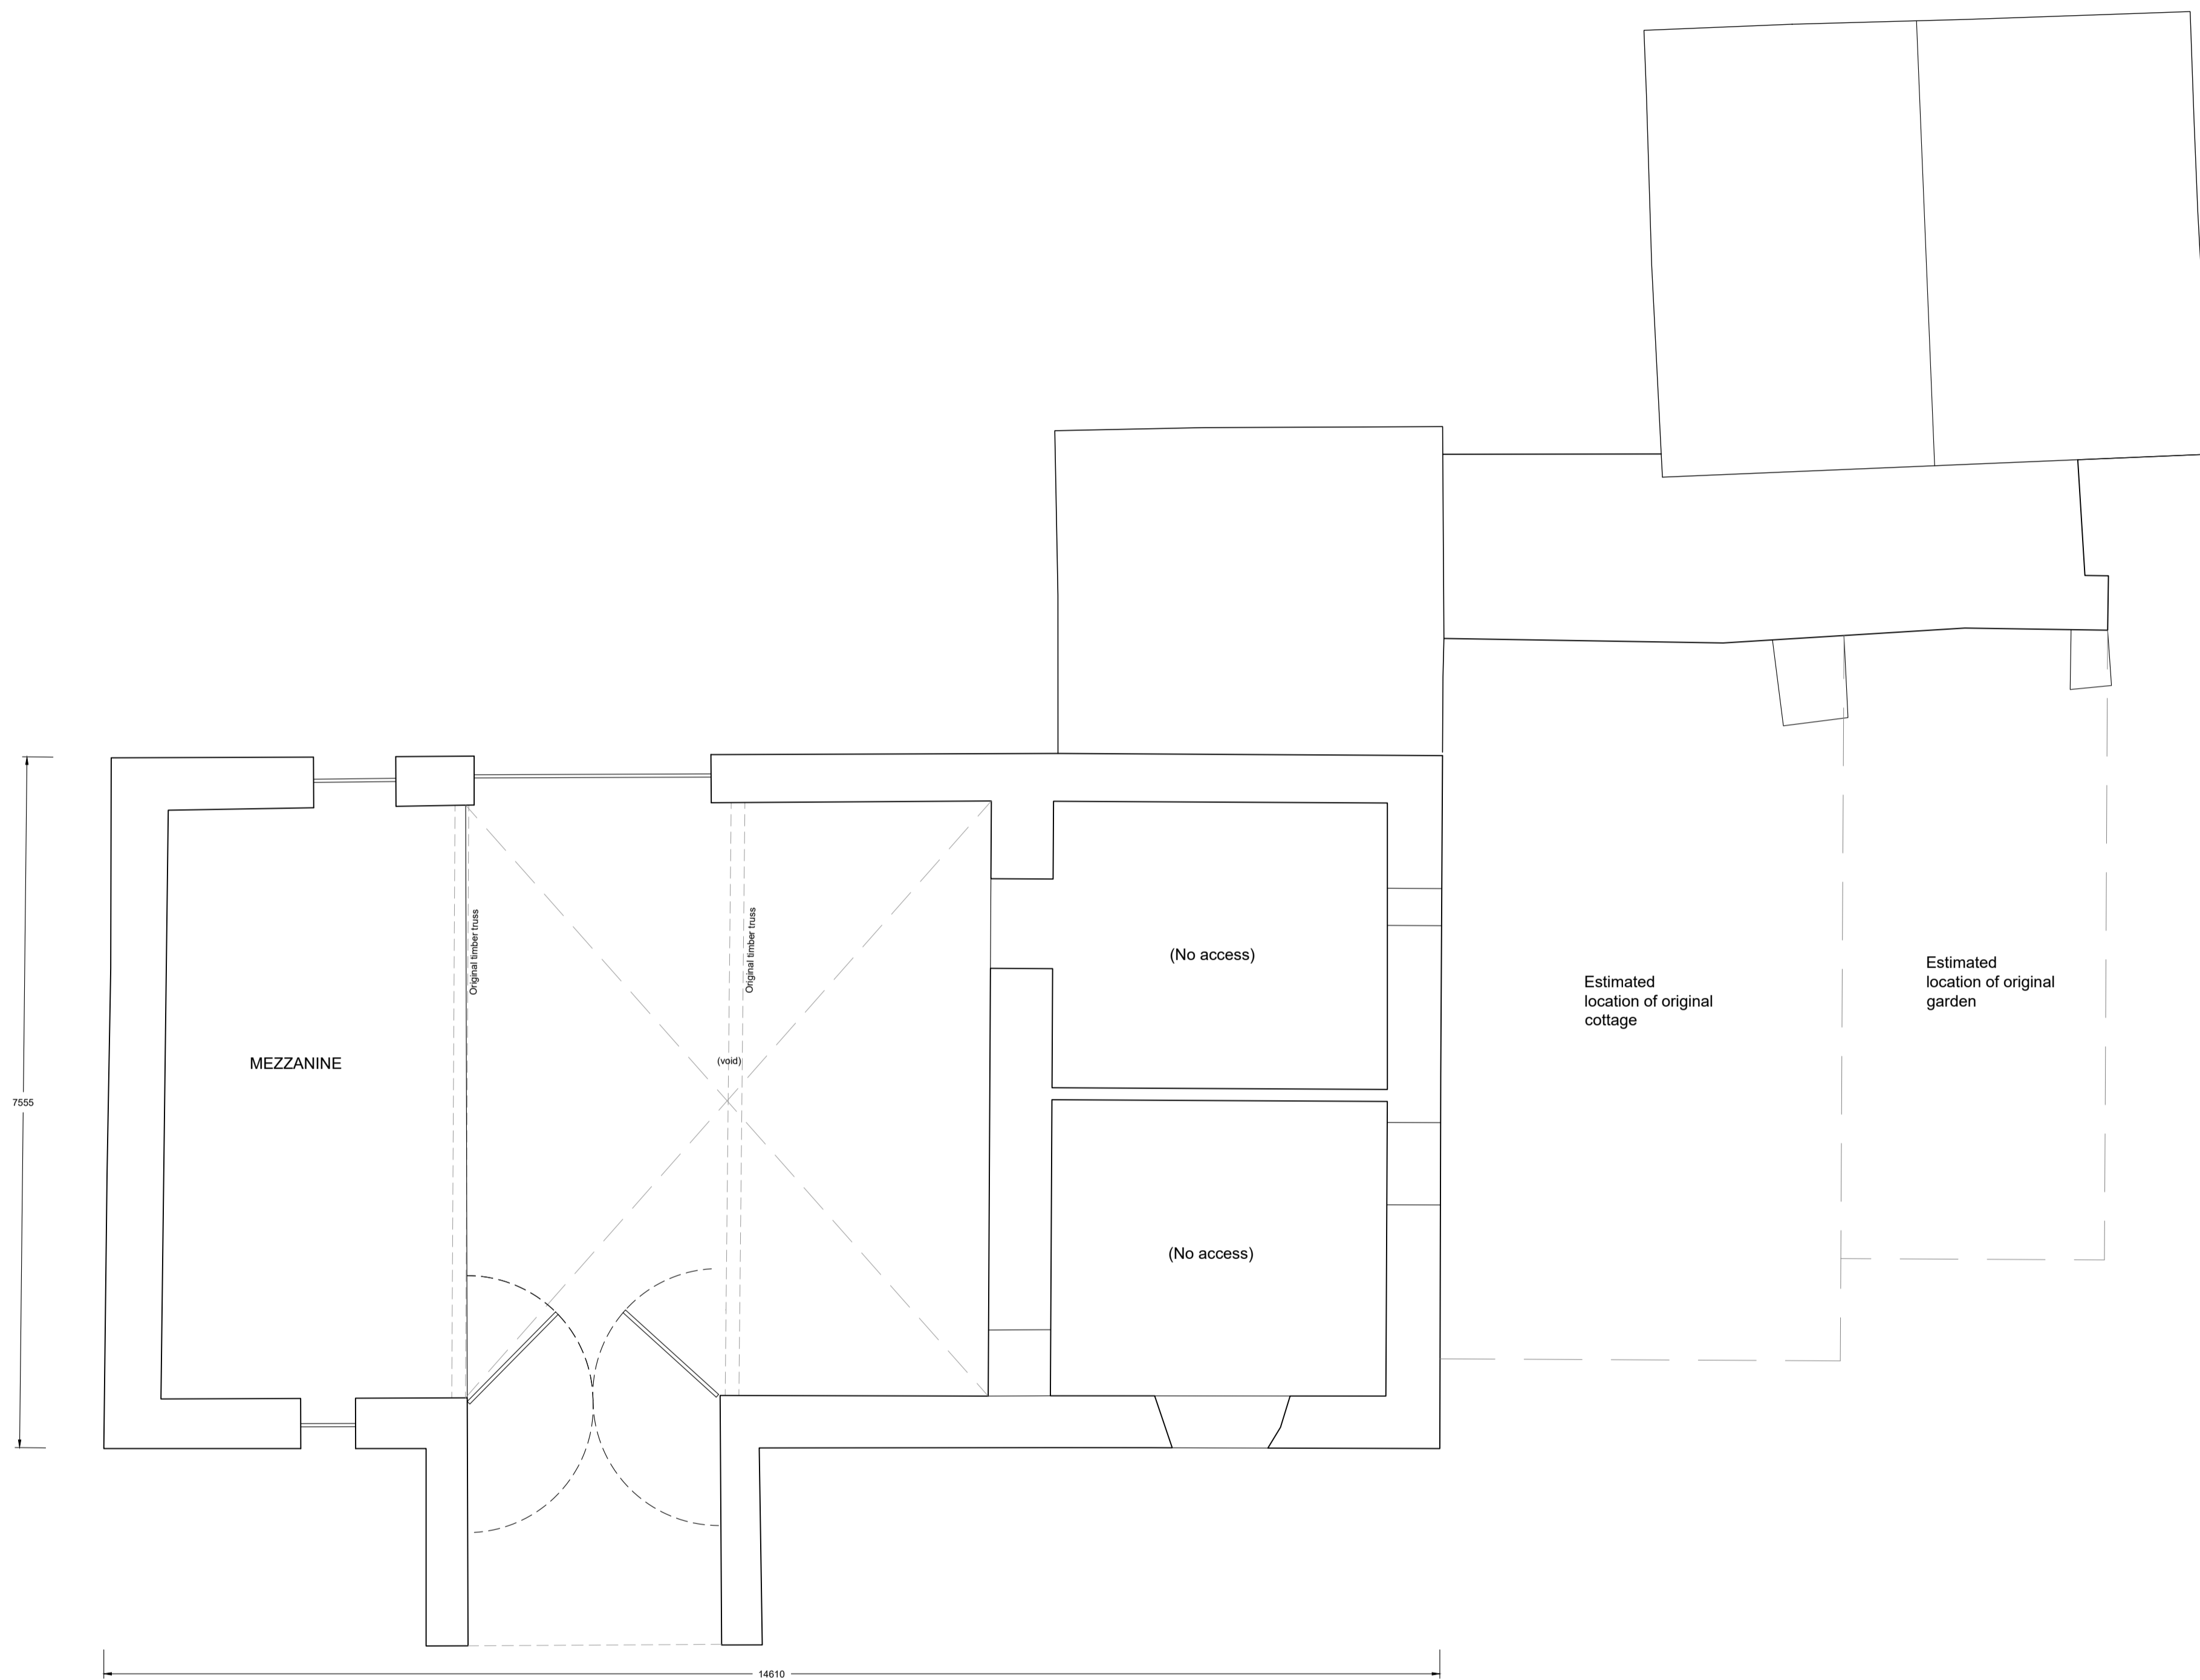 Original timber truss
Original timber truss
(No access)
Estimated
location of original
cottage
Estimated
location of original
garden
MEZZANINE
(void)
7555
(No access)
14610